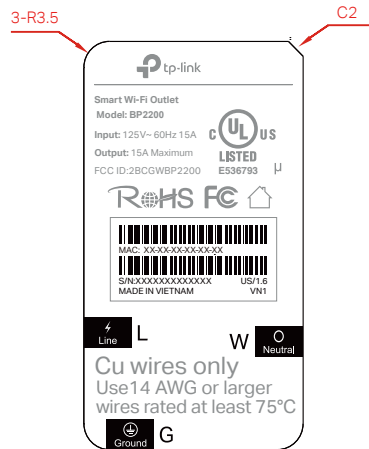 3-R3.5
C2
tp-link
Smart Wi-Fi Outlet
Model: BP2200
Input: 125V~ 60Hz 15A
Output: 15A Maximum
FCC ID:2BCGWBP2200
C UL US
LISTED
E536793
μ
RoHS FC
MAC: XX-XX-XX-XX-XX-XX
S/N:XXXXXXXXXXXXX US/1.6
MADE IN VIETNAM VN1
Line L
W Neutral
Cu wires only
Use14 AWG or larger
wires rated at least 75°C
Ground G